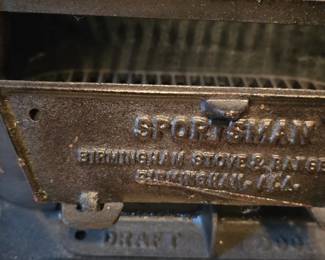 SPORTSMAN
BIRMINGHAM STOVE & RANGE
BIRMINGHAM, ALA.
DRAFT